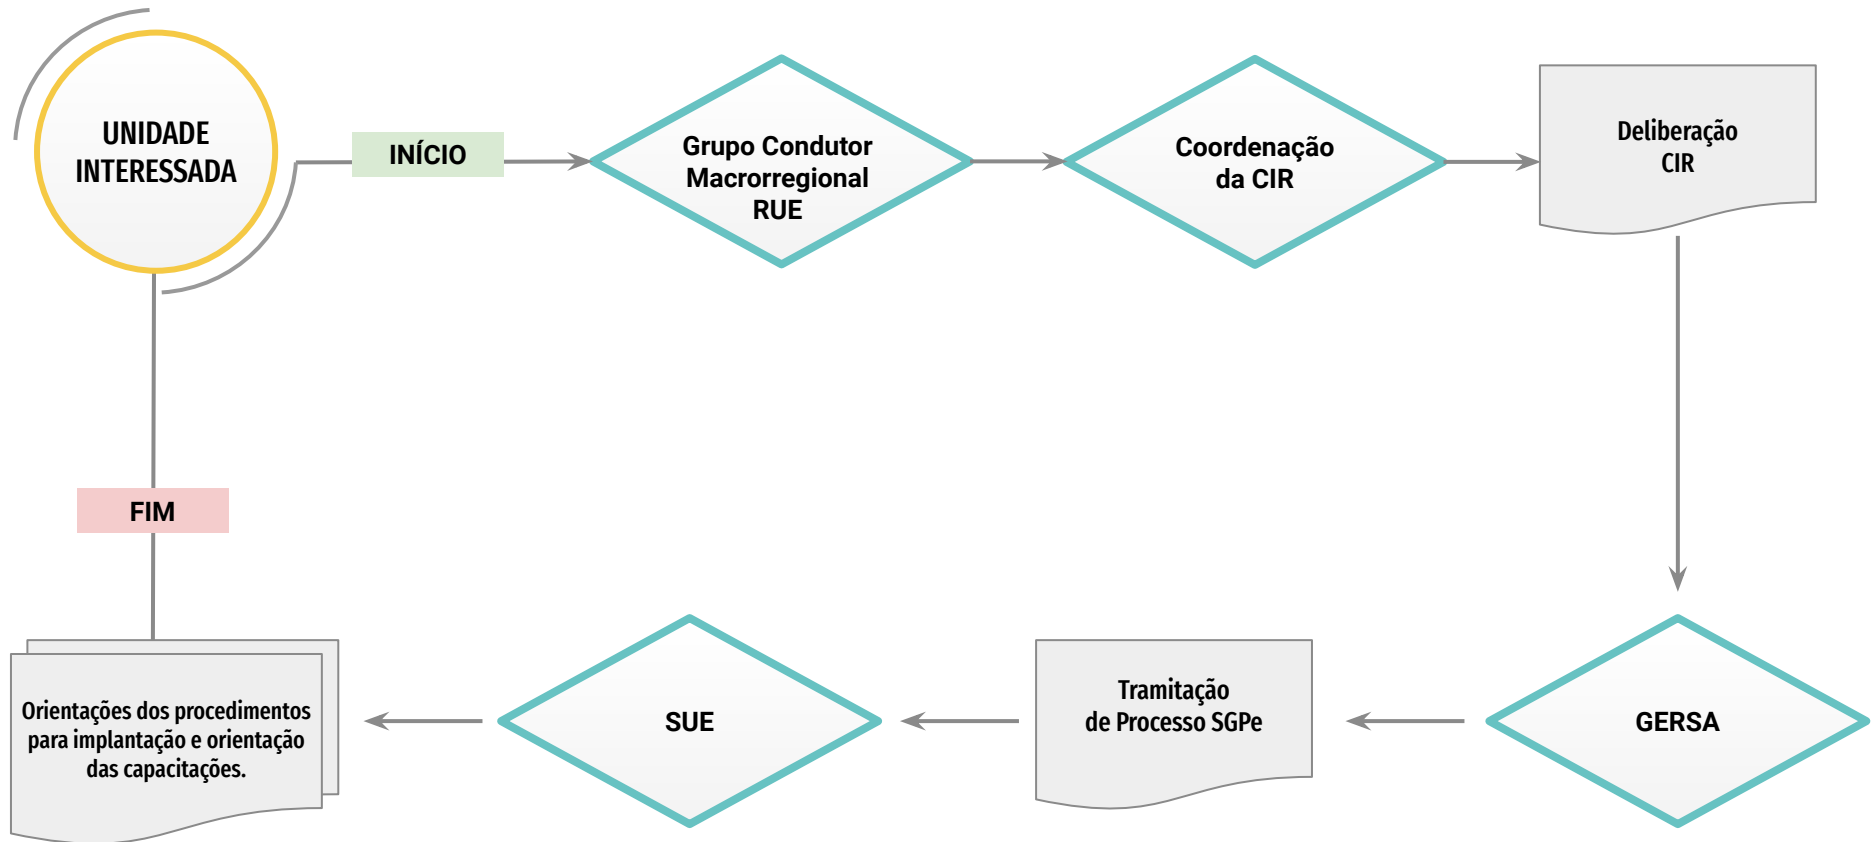 UNIDADE
INTERESSADA
INÍCIO
Grupo Condutor
Macrorregional
RUE
Coordenação
da CIR
Deliberação
CIR
GERSA
Tramitação
de Processo SGPe
SUE
Orientações dos procedimentos
para implantação e orientação
das capacitações.
FIM